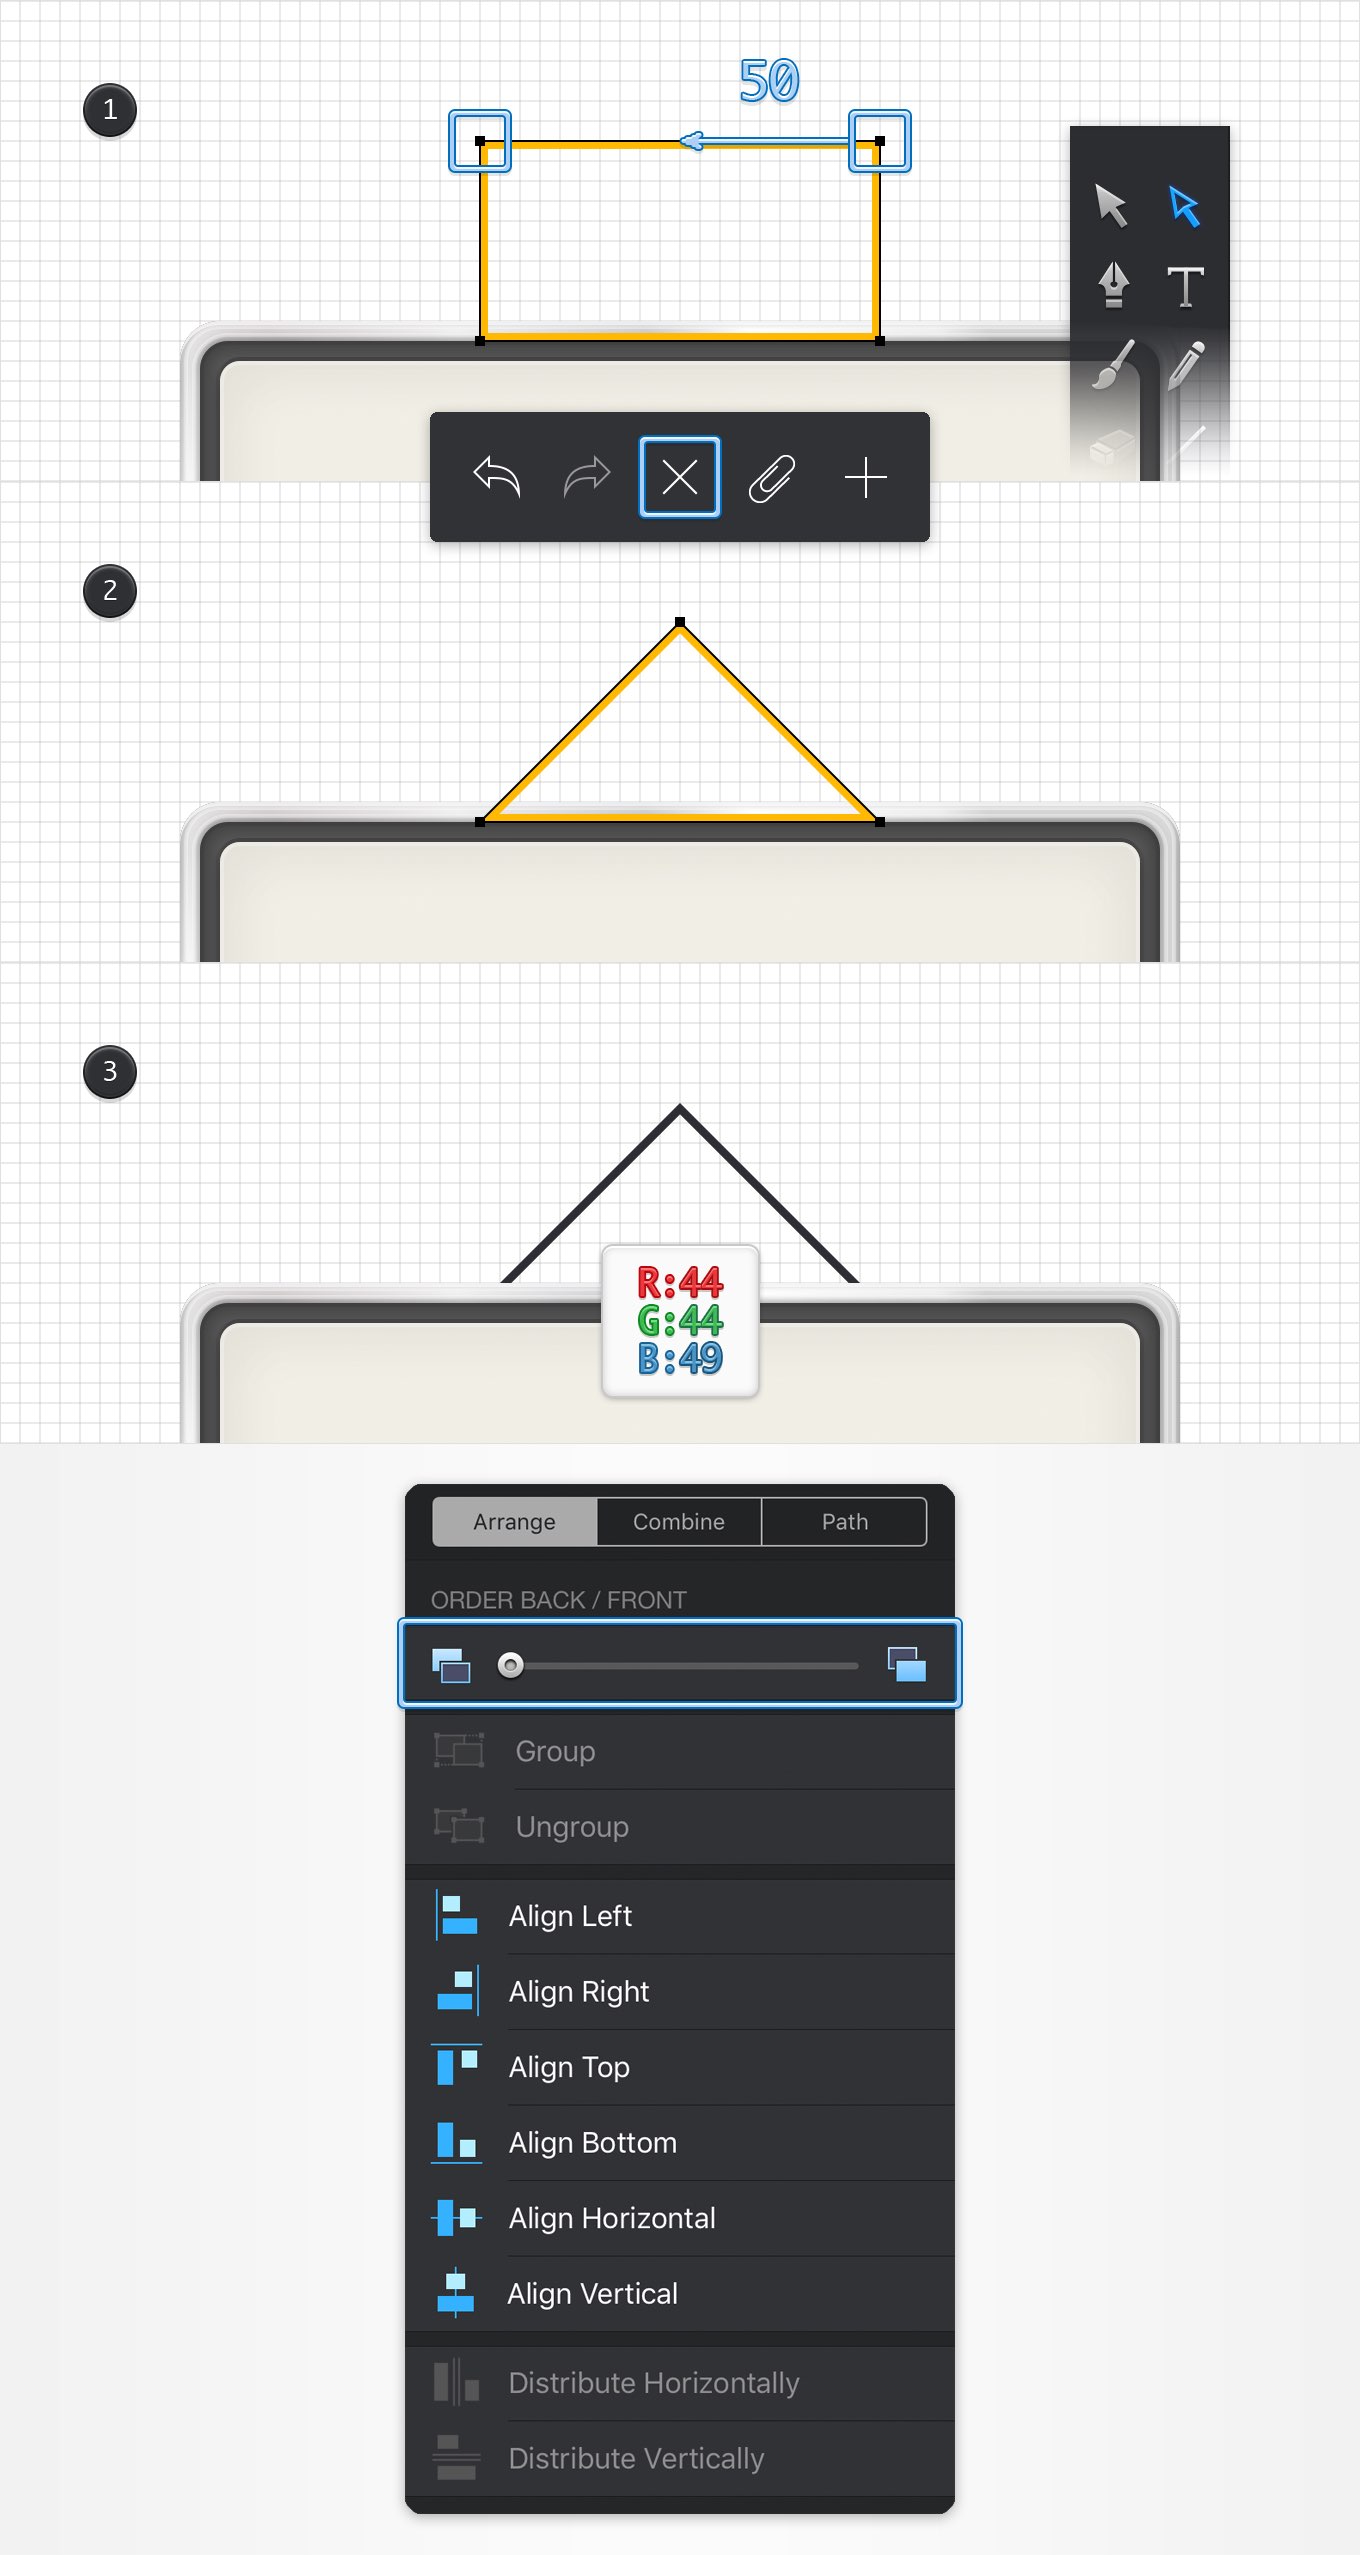 50
1
T
2
3
R:44
G:44
B:49
Arrange Combine Path
ORDER BACK / FRONT
Group
Ungroup
Align Left
Align Right
Align Top
Align Bottom
Align Horizontal
Align Vertical
Distribute Horizontally
Distribute Vertically